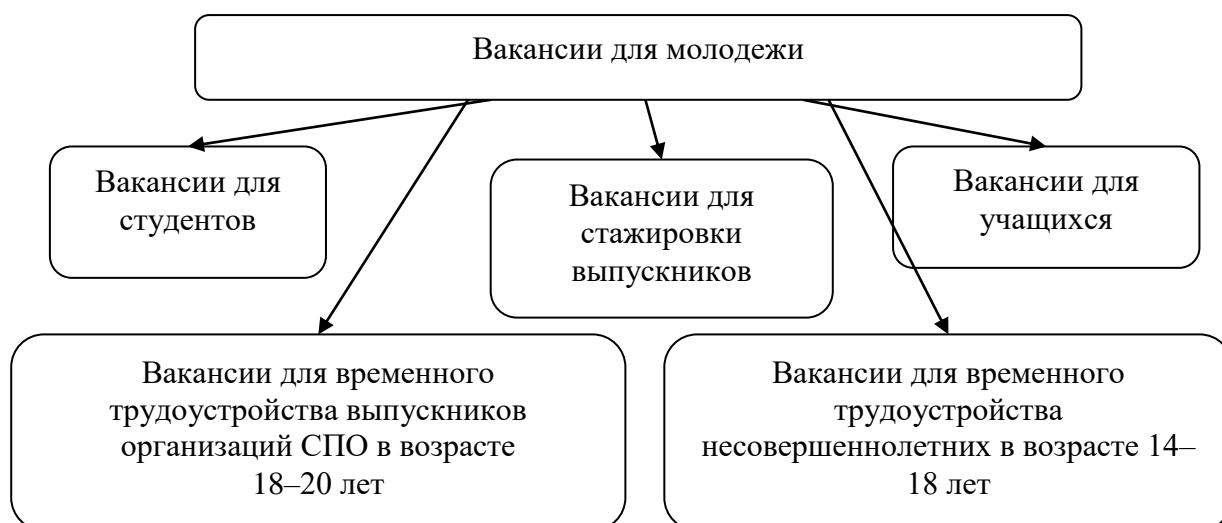 Вакансии для молодежи
Вакансии для
студентов
Вакансии для
стажировки
выпускников
Вакансии для
учащихся
Вакансии для временного
трудоустройства выпускников
организаций СПО в возрасте
18–20 лет
Вакансии для временного
трудоустройства
несовершеннолетних в возрасте 14–
18 лет